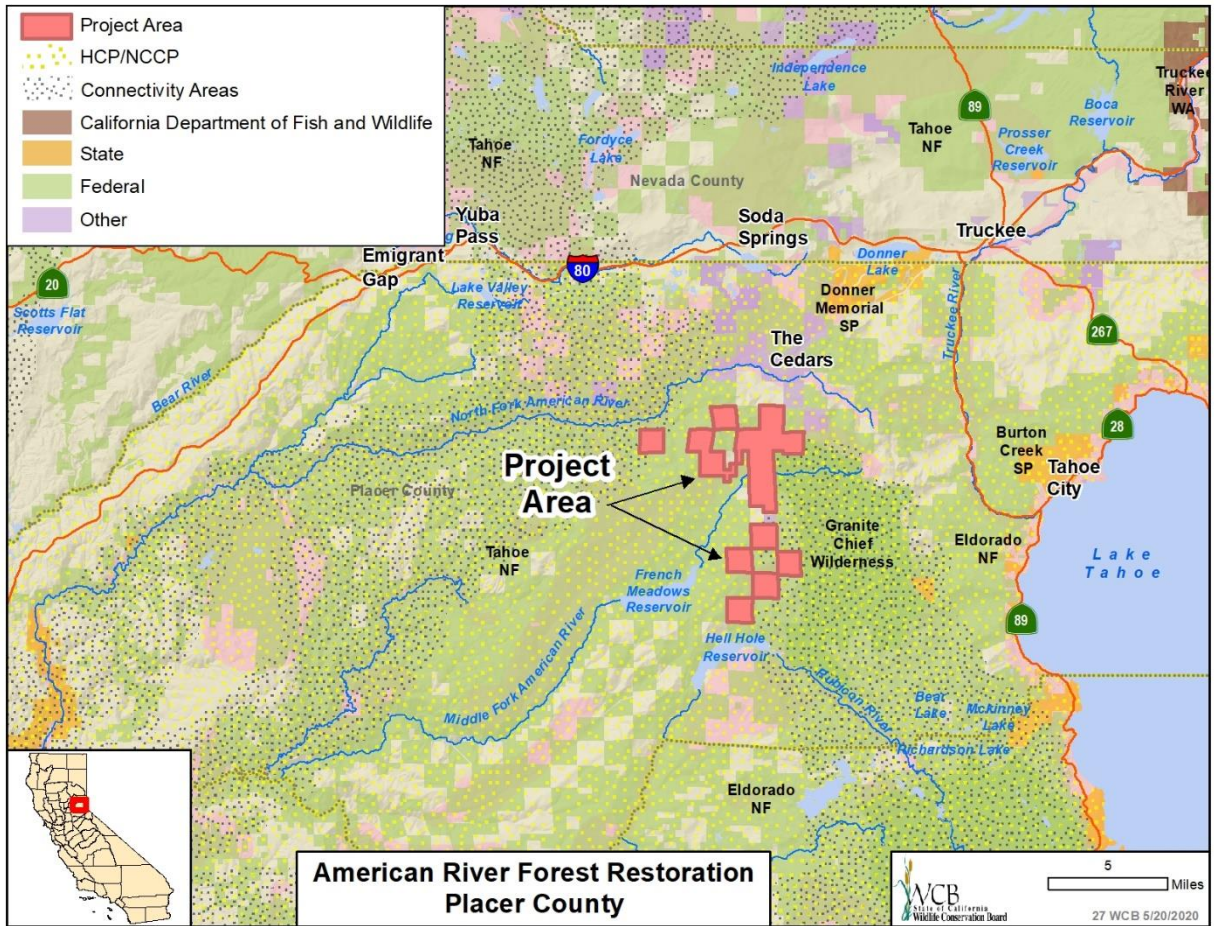 Project Area
HCP/NCCP
Connectivity Areas
California Department of Fish and Wildlife
State
Federal
Other
Independence
Lake
Truckee
River
WA
89
Boca
Reservoir
Tahoe
NF
Fordyce
Lake
Tahoe
NF
Prosser
Creek
Reservoir
Nevada County
Yuba
Pass
Soda
Springs
Truckee
Emigrant
Gap
80
Donner
Lake
20
Scotts Flat
Reservoir
Lake Valley
Reservoir
Donner
Memorial
SP
Truckee River
267
The
Cedars
Bear River
North Fork American River
28
Burton
Creek
SP
Tahoe
City
Project
Area
Placer County
Granite
Chief
Wilderness
Eldorado
NF
Lake
Tahoe
Tahoe
NF
French
Meadows
Reservoir
89
Hell Hole
Reservoir
Middle Fork American River
Rubicon River
Bear
Lake
Mckinney
Lake
Richardson Lake
Eldorado
NF
American River Forest Restoration
Placer County
WCB
State of California
Wildlife Conservation Board
5
Miles
27 WCB 5/20/2020